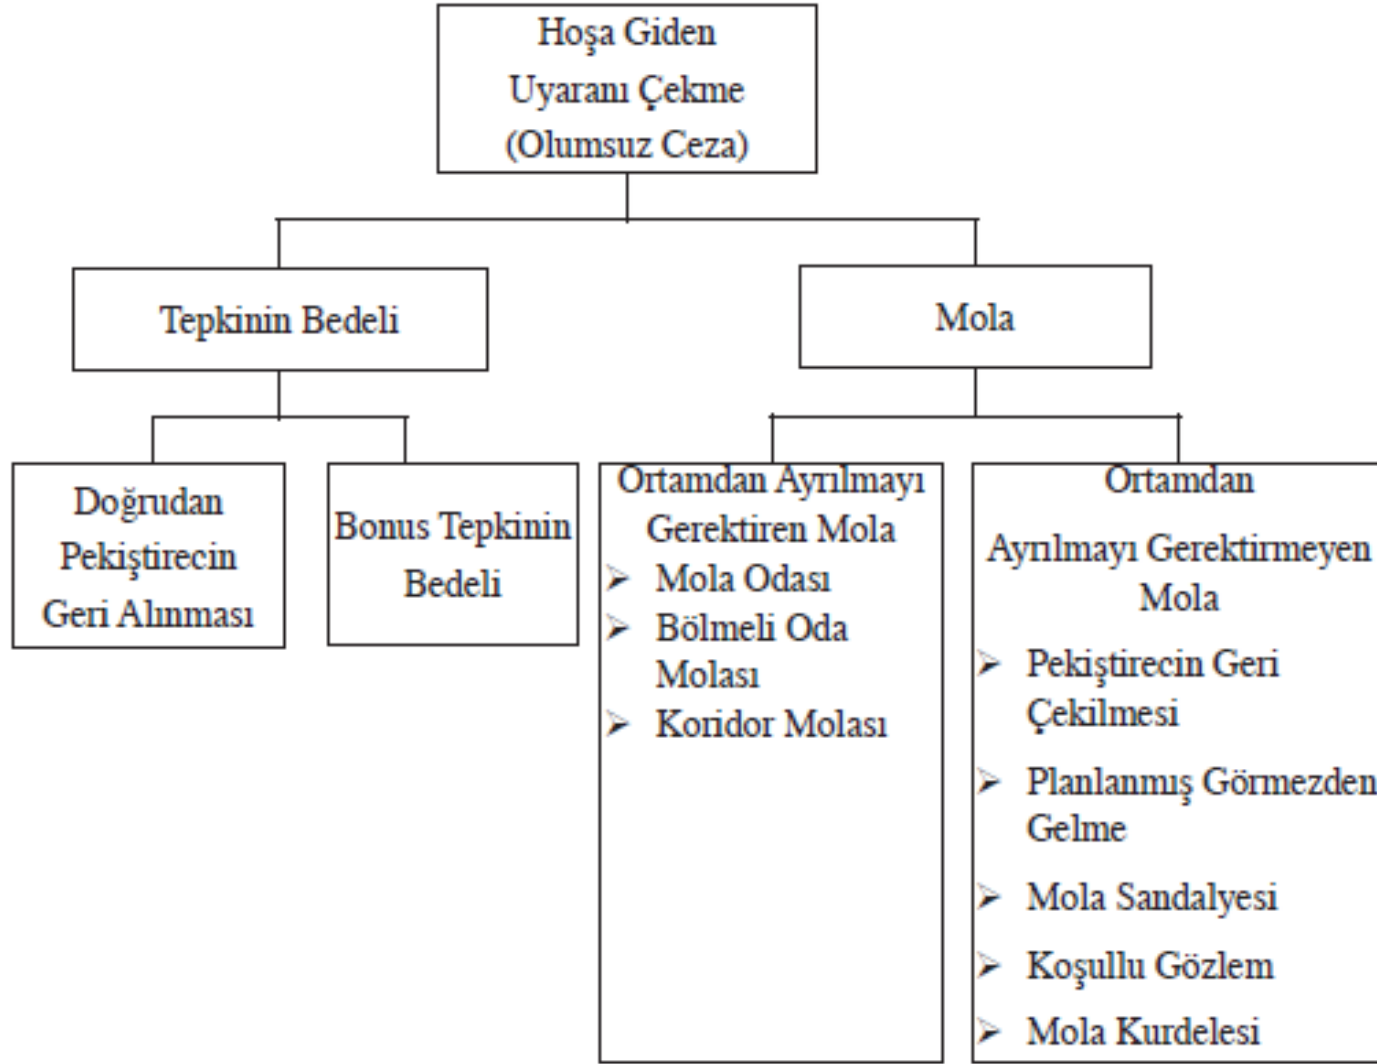 Hoşa Giden
Uyaranı Çekme
(Olumsuz Ceza)
Tepkinin Bedeli
Mola
Doğrudan
Pekiştirecin
Geri Alınması
Bonus Tepkinin
Bedeli
Ortamdan Ayrılmayı
Gerektiren Mola
➢ Mola Odası
➢ Bölmeli Oda
Molası
➢ Koridor Molası
Ortamdan
Ayrılmayı Gerektirmeyen
Mola
➢ Pekiştirecin Geri
Çekilmesi
➢ Planlanmış Görmezden
Gelme
➢ Mola Sandalyesi
➢ Koşullu Gözlem
➢ Mola Kurdelesi